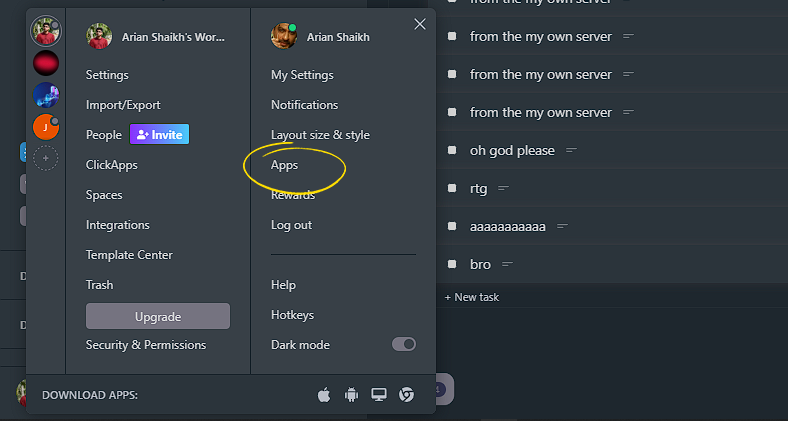 Arian Shaikh's Wor...
Settings
Import/Export
People Invite
ClickApps
Spaces
Integrations
Template Center
Trash
Upgrade
Security & Permissions
Arian Shaikh
My Settings
Notifications
Layout size & style
Apps
Rewards
Log out
Help
Hotkeys
Dark mode
J
DOWNLOAD APPS:
from the my own server
from the my own server
from the my own server
from the my own server
oh god please
rtg
aaaaaaaaaaa
bro
+ New task
D
D
4